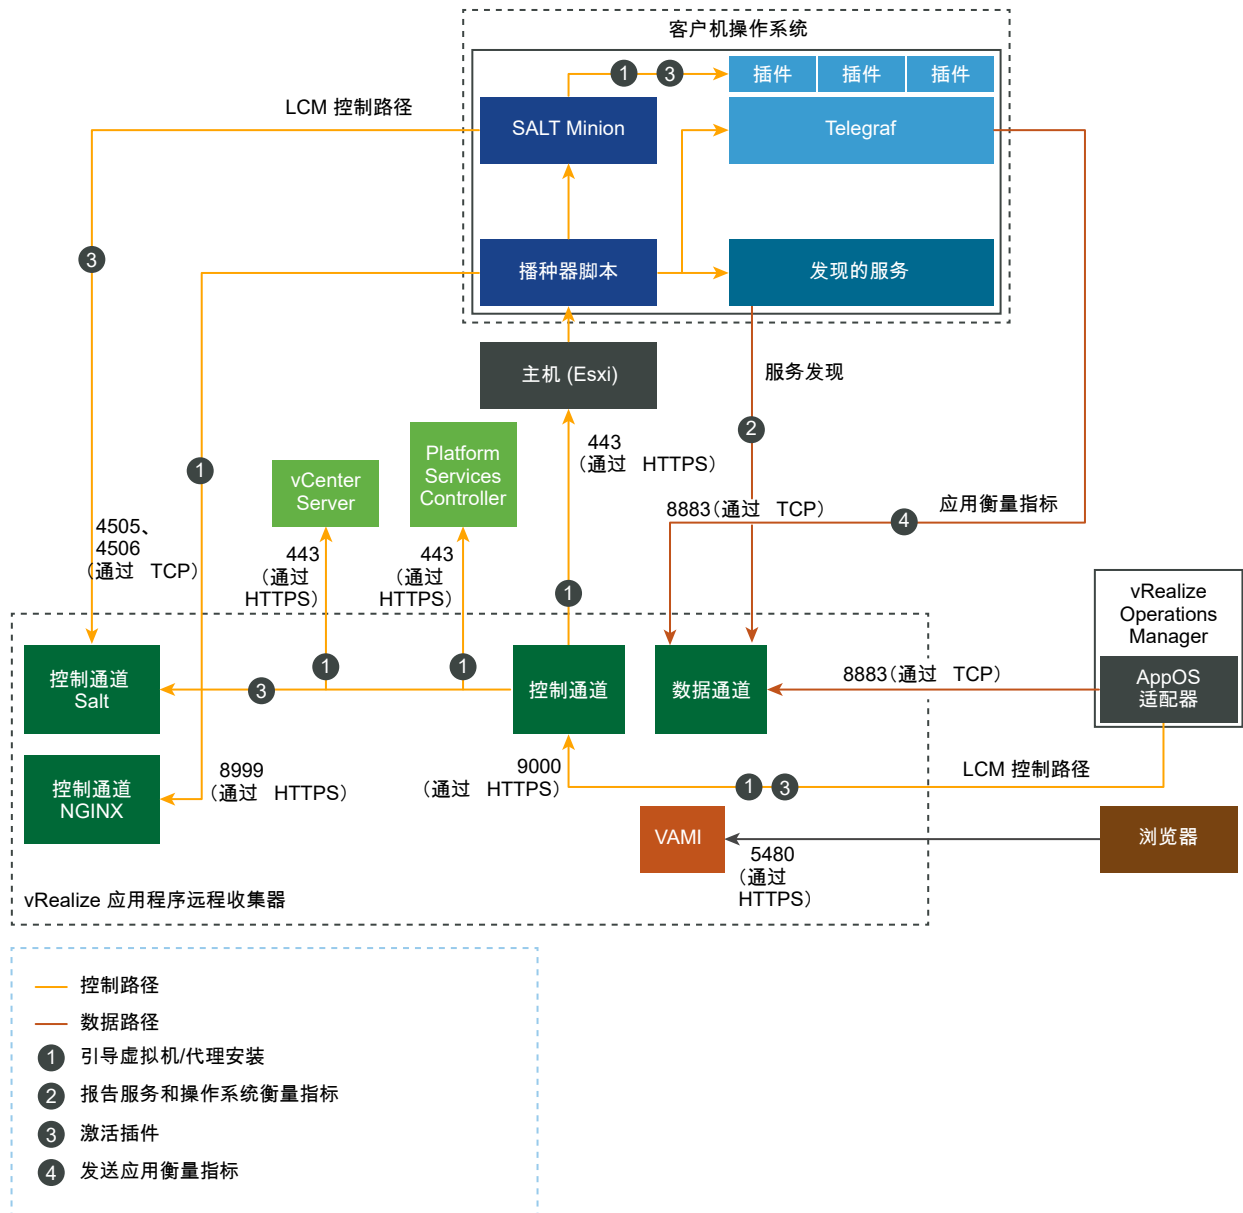 客户机操作系统
1
3
插件
插件
插件
LCM 控制路径
SALT Minion
Telegraf
3
播种器脚本
发现的服务
主机 (Esxi)
服务发现
2
443
（通过 HTTPS）
1
vCenter
Server
Platform
Services
Controller
8883（通过 TCP）
4
应用衡量指标
4505、
4506
（通过 TCP）
443
（通过
HTTPS）
443
（通过
HTTPS）
1
vRealize
Operations
Manager
AppOS
适配器
控制通道
Salt
3
1
1
控制通道
数据通道
8883（通过 TCP）
控制通道
NGINX
8999
（通过 HTTPS）
9000
（通过 HTTPS）
1
3
LCM 控制路径
VAMI
5480
（通过
HTTPS）
浏览器
vRealize 应用程序远程收集器
控制路径
数据路径
1 引导虚拟机/代理安装
2 报告服务和操作系统衡量指标
3 激活插件
4 发送应用衡量指标